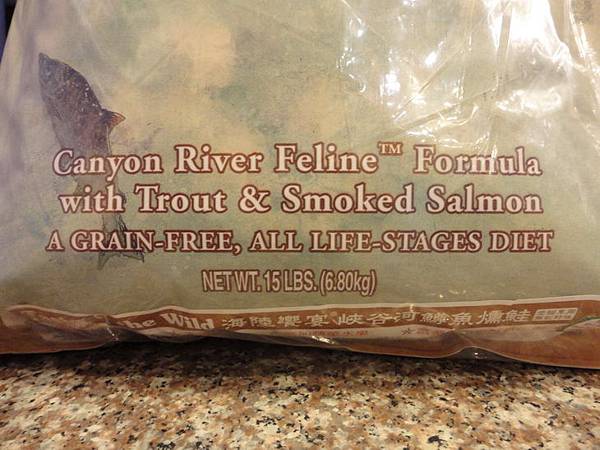 Canyon River Feline™ Formula
with Trout & Smoked Salmon
A GRAIN-FREE, ALL LIFE-STAGES DIET
NET WT. 15 LBS. (6.80kg)
the Wild 海陸饗宴 峽谷河鱒魚燻鮭